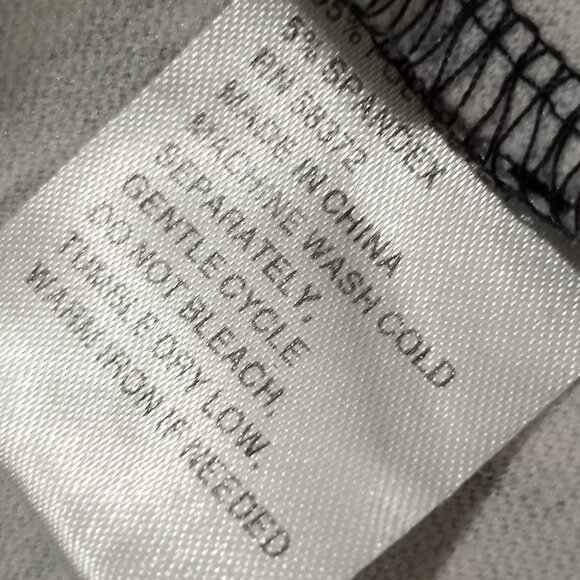 5% SPANDEX
RN 58372
MADE IN CHINA
MACHINE WASH COLD
SEPARATELY,
GENTLE CYCLE
DO NOT BLEACH,
TUMBLE DRY LOW,
WARM IRON IF NEEDED